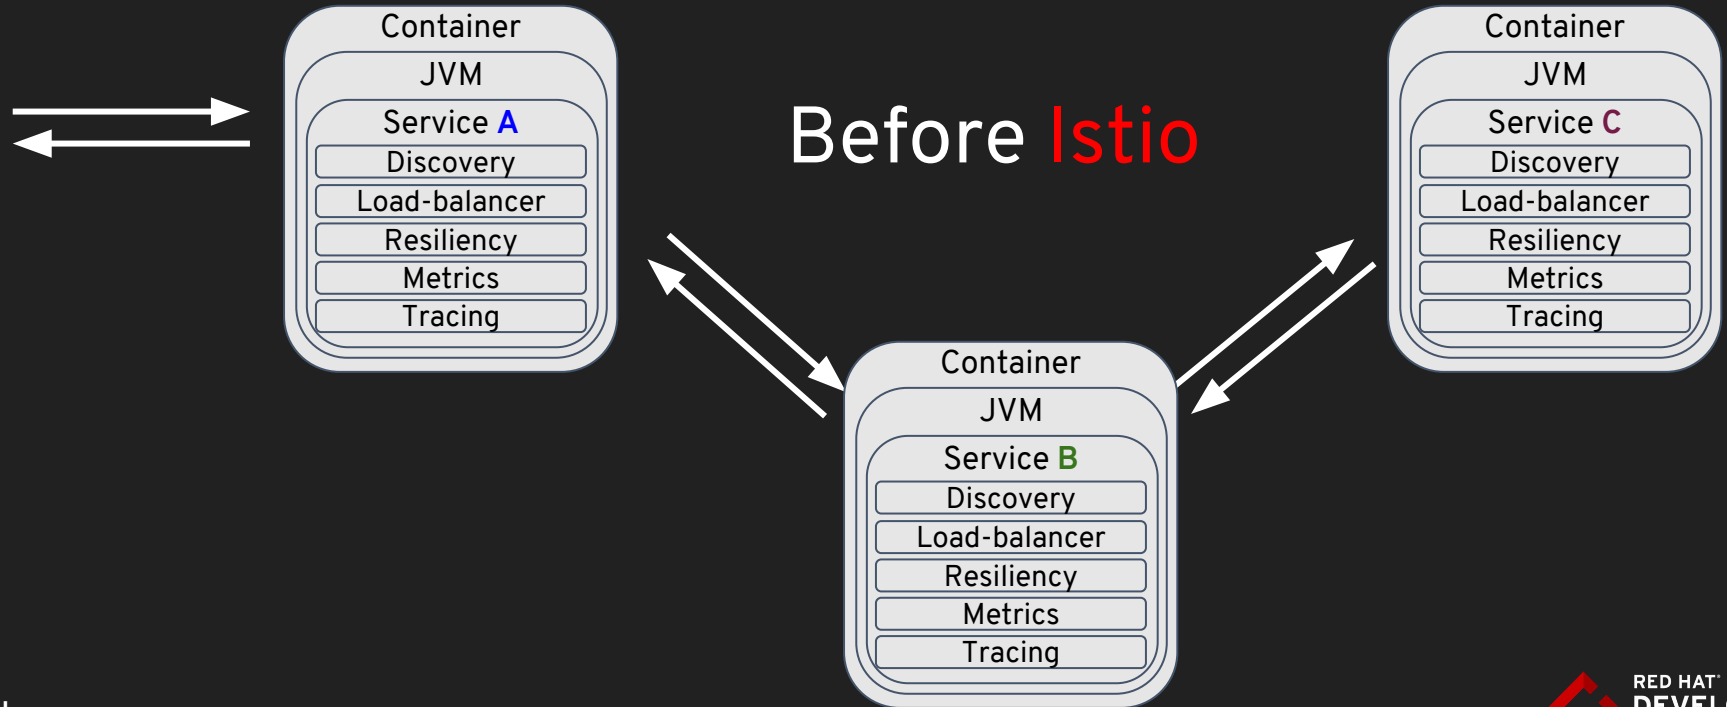 Container
JVM
Service A
Discovery
Load-balancer
Resiliency
Metrics
Tracing
Before Istio
Container
JVM
Service C
Discovery
Load-balancer
Resiliency
Metrics
Tracing
Container
JVM
Service B
Discovery
Load-balancer
Resiliency
Metrics
Tracing
RED HAT
DEVEL